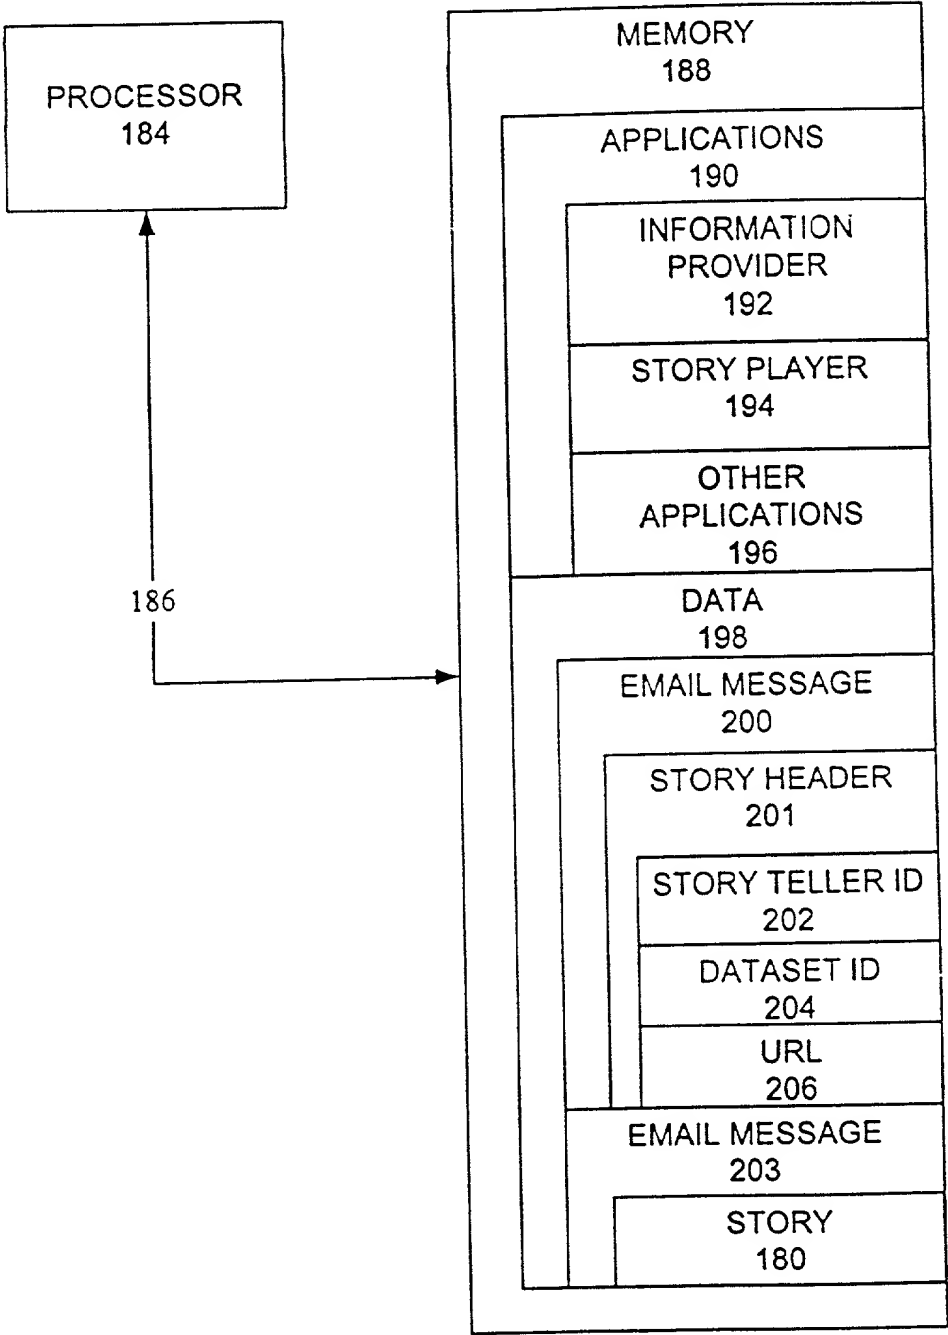 PROCESSOR
184
186
MEMORY
188
APPLICATIONS
190
INFORMATION
PROVIDER
192
STORY PLAYER
194
OTHER
APPLICATIONS
196
DATA
198
EMAIL MESSAGE
200
STORY HEADER
201
STORY TELLER ID
202
DATASET ID
204
URL
206
EMAIL MESSAGE
203
STORY
180